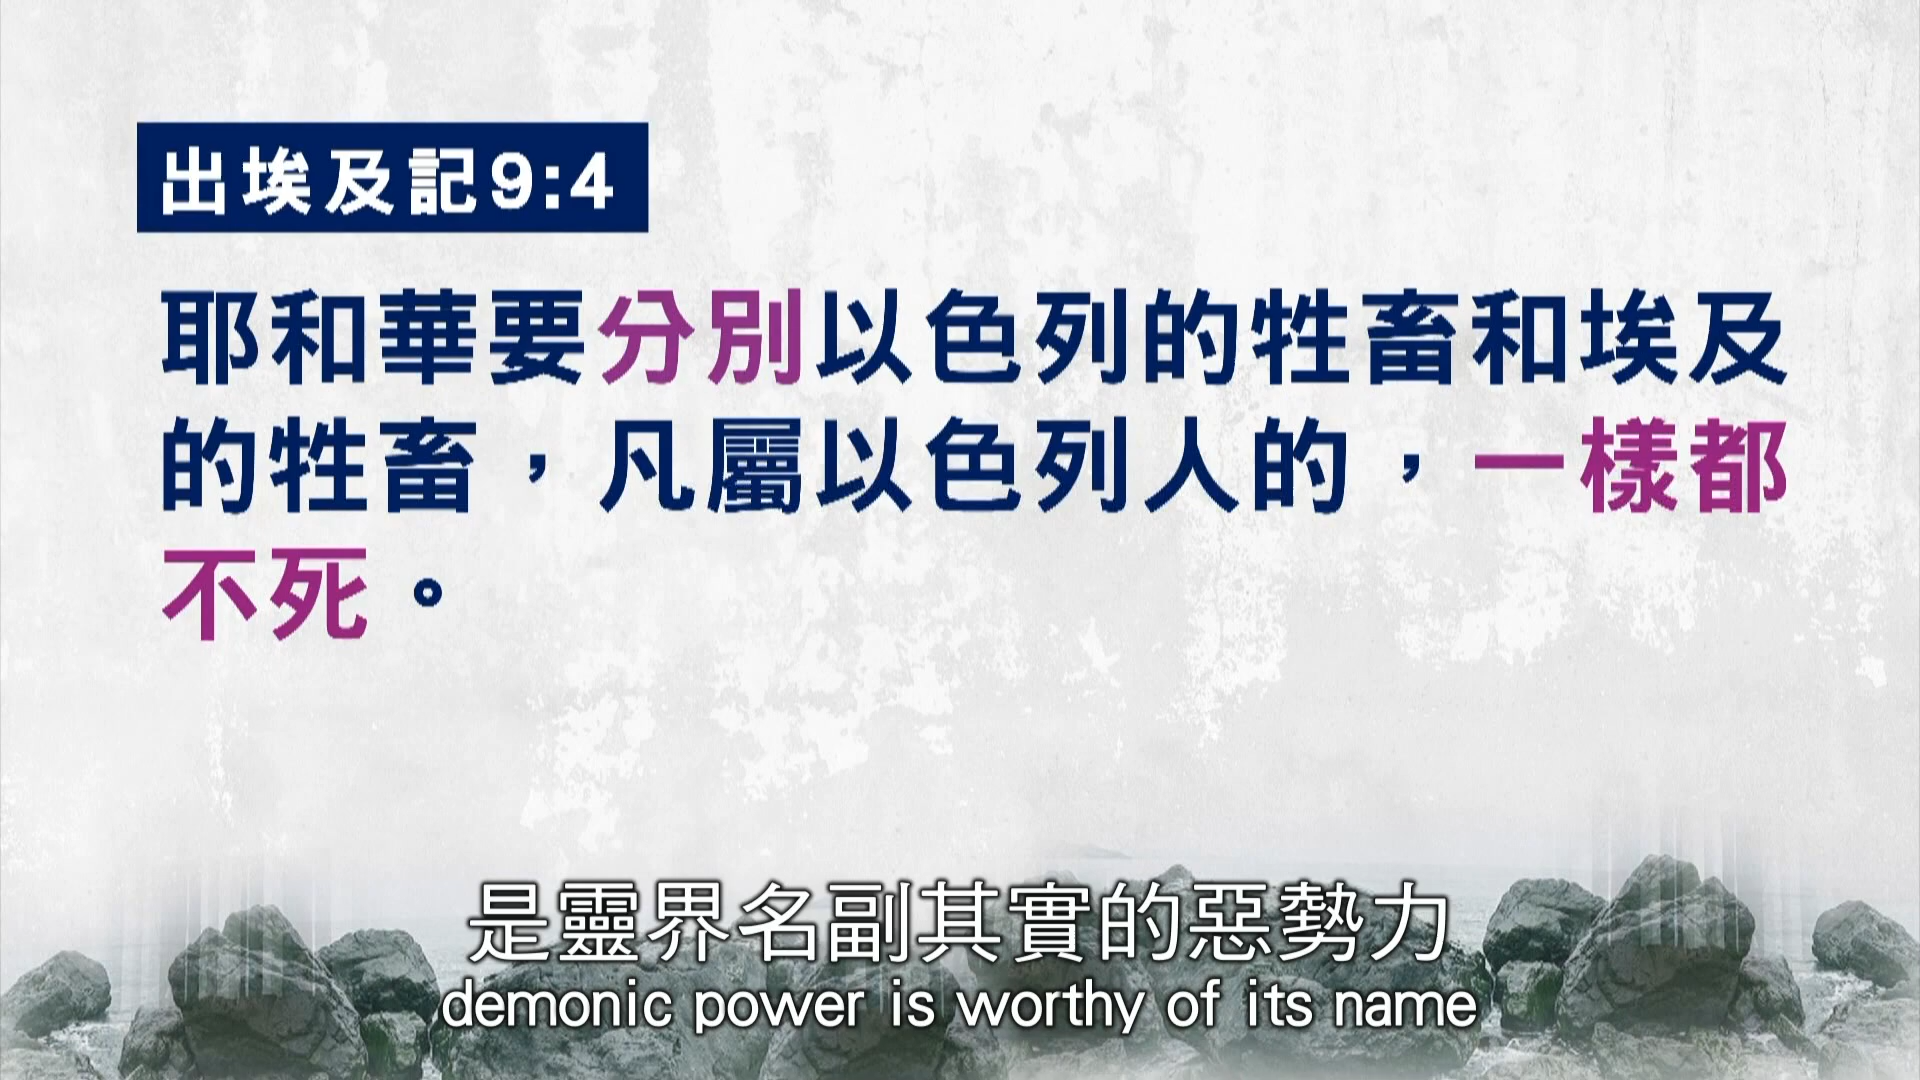 出埃及記9:4
耶和華要分別以色列的牲畜和埃及
的牲畜，凡屬以色列人的，一樣都
不死。
是靈界名副其實的惡勢力
demonic power is worthy of its name